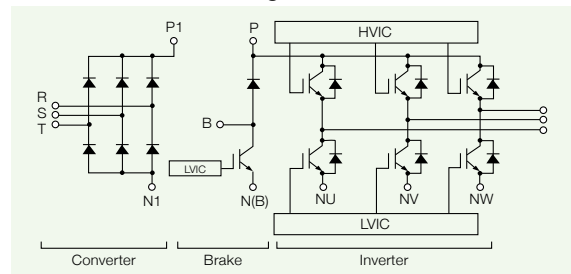 P1
P
HVIC
R
S
T
B
LVIC
N1
N(B)
NU
NV
NW
LVIC
Converter
Brake
Inverter